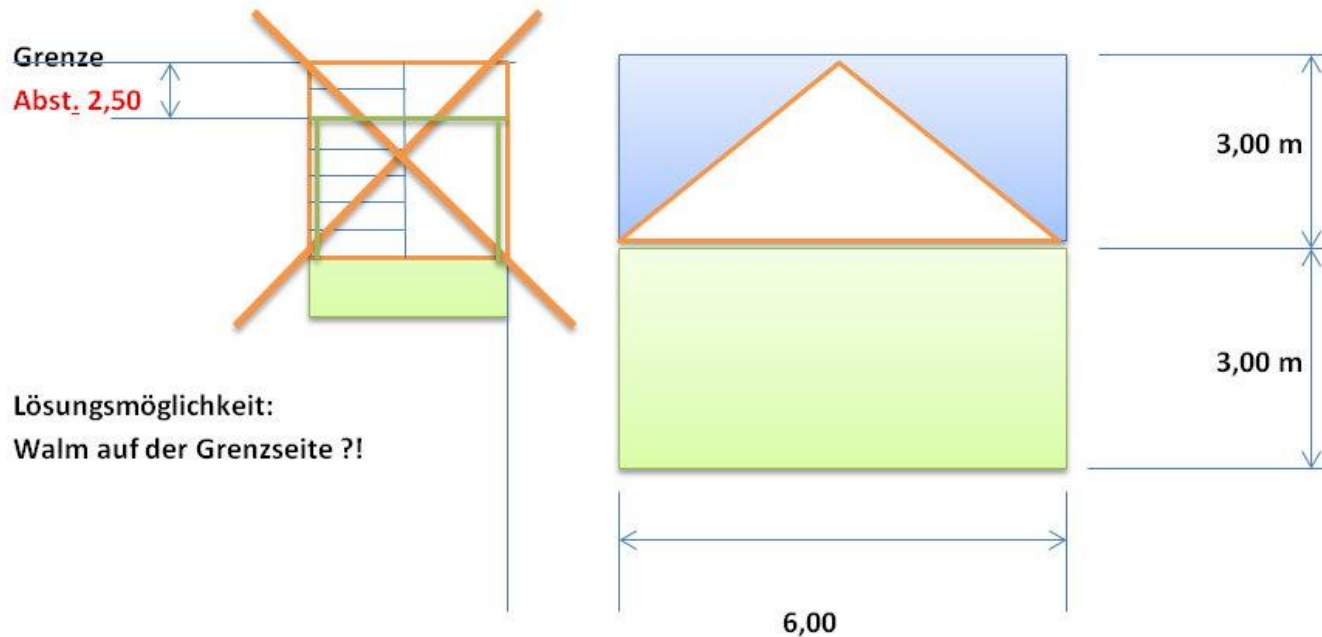 Grenze
Abst. 2,50
3,00 m
3,00 m
Lösungsmöglichkeit:
Walm auf der Grenzseite ?!
6,00